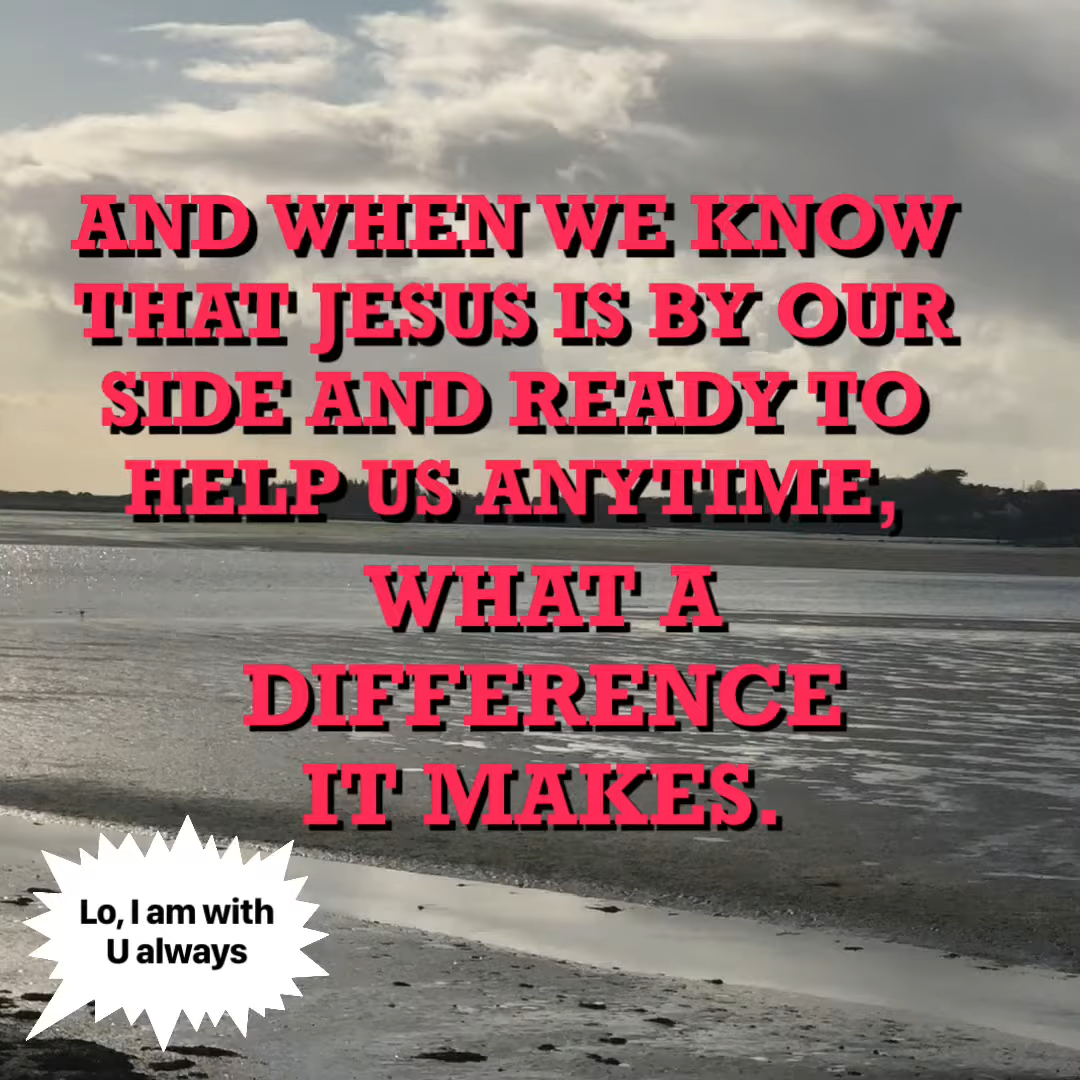 AND WHEN WE KNOW
THAT JESUS IS BY OUR
SIDE AND READY TO
HELP US ANYTIME,
WHAT A
DIFFERENCE
IT MAKES.
Lo, I am with
U always